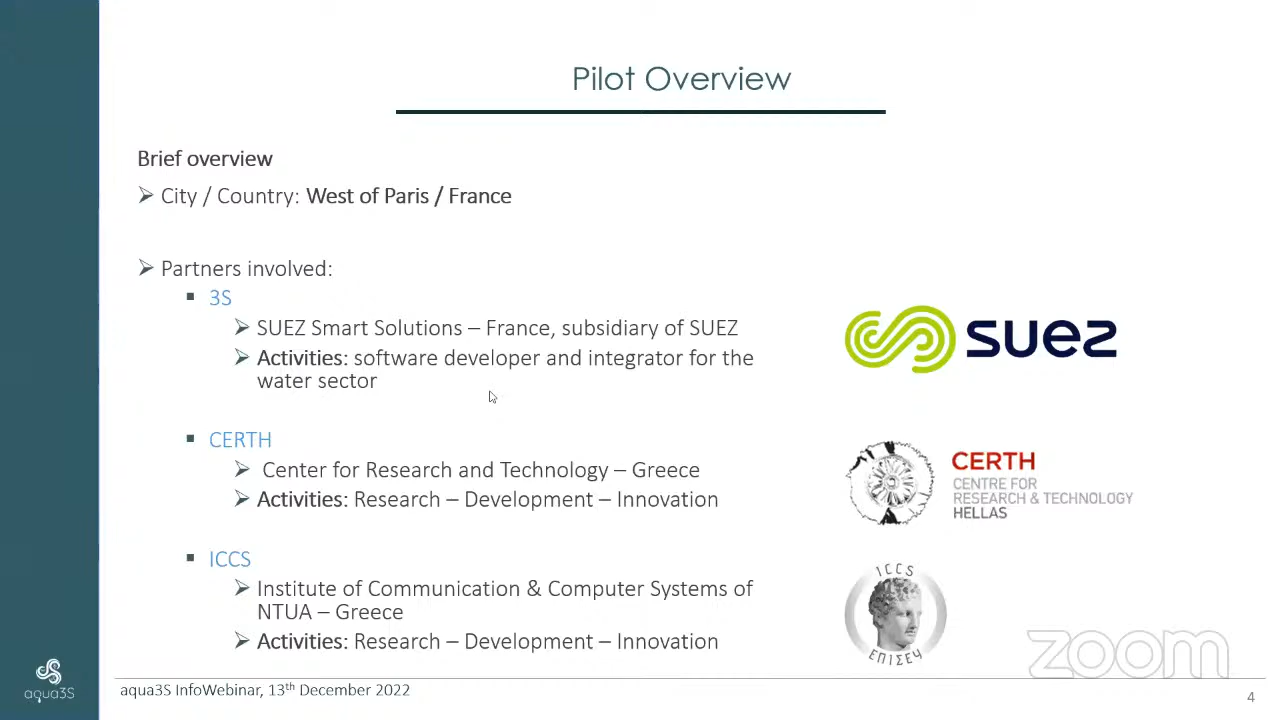 Pilot Overview
Brief overview
➢ City / Country: West of Paris / France
➢ Partners involved:
▪ 3S
➢ SUEZ Smart Solutions – France, subsidiary of SUEZ
➢ Activities: software developer and integrator for the
water sector
suez
▪ CERTH
➢ Center for Research and Technology – Greece
➢ Activities: Research – Development – Innovation
CERTH
CENTRE FOR
RESEARCH & TECHNOLOGY
HELLAS
▪ ICCS
➢ Institute of Communication & Computer Systems of
NTUA – Greece
➢ Activities: Research – Development – Innovation
ICCS
ΕΠΙΣΕΥ
zoom
aqua3S
aqua3S InfoWebinar, 13th December 2022
4